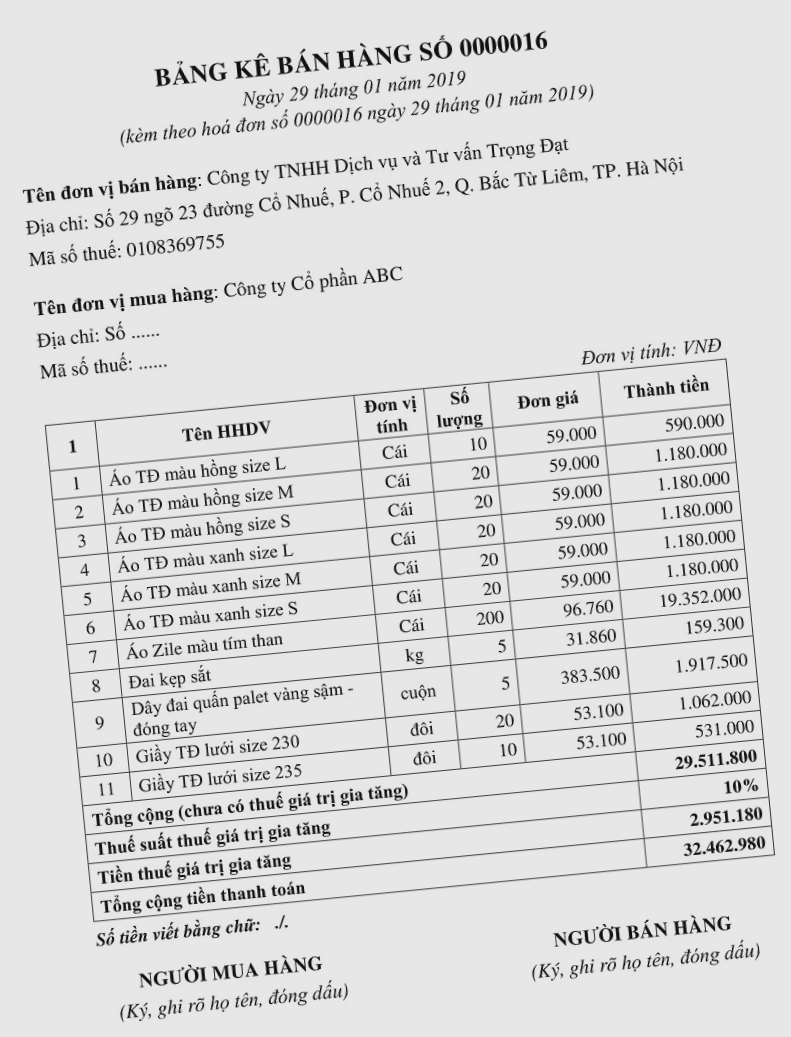 BẢNG KÊ BÁN HÀNG SỐ 0000016
Ngày 29 tháng 01 năm 2019
(kèm theo hoá đơn số 0000016 ngày 29 tháng 01 năm 2019)
Tên đơn vị bán hàng: Công ty TNHH Dịch vụ và Tư vấn Trọng Đạt
Địa chỉ: Số 29 ngõ 23 đường Cổ Nhuế, P. Cổ Nhuế 2, Q. Bắc Từ Liêm, TP. Hà Nội
Mã số thuế: 0108369755
Tên đơn vị mua hàng: Công ty Cổ phần ABC
Địa chỉ: Số ......
Mã số thuế: ......
Đơn vị tính: VNĐ
1 Tên HHDV Đơn vị tính Số lượng Đơn giá Thành tiền
1 Áo TĐ màu hồng size L Cái 10 59.000 590.000
2 Áo TĐ màu hồng size M Cái 20 59.000 1.180.000
3 Áo TĐ màu hồng size S Cái 20 59.000 1.180.000
4 Áo TĐ màu xanh size L Cái 20 59.000 1.180.000
5 Áo TĐ màu xanh size M Cái 20 59.000 1.180.000
6 Áo TĐ màu xanh size S Cái 20 59.000 1.180.000
7 Áo Zile màu tím than Cái 200 96.760 19.352.000
8 Đai kẹp sắt kg 5 31.860 159.300
9 Dây đai quấn palet vàng sậm - đóng tay cuộn 5 383.500 1.917.500
10 Giầy TĐ lưới size 230 đôi 20 53.100 1.062.000
11 Giầy TĐ lưới size 235 đôi 10 53.100 531.000
Tổng cộng (chưa có thuế giá trị gia tăng) 29.511.800
Thuế suất thuế giá trị gia tăng 10%
Tiền thuế giá trị gia tăng 2.951.180
Tổng cộng tiền thanh toán 32.462.980
Số tiền viết bằng chữ: ./.
NGƯỜI MUA HÀNG NGƯỜI BÁN HÀNG
(Ký, ghi rõ họ tên, đóng dấu) (Ký, ghi rõ họ tên, đóng dấu)